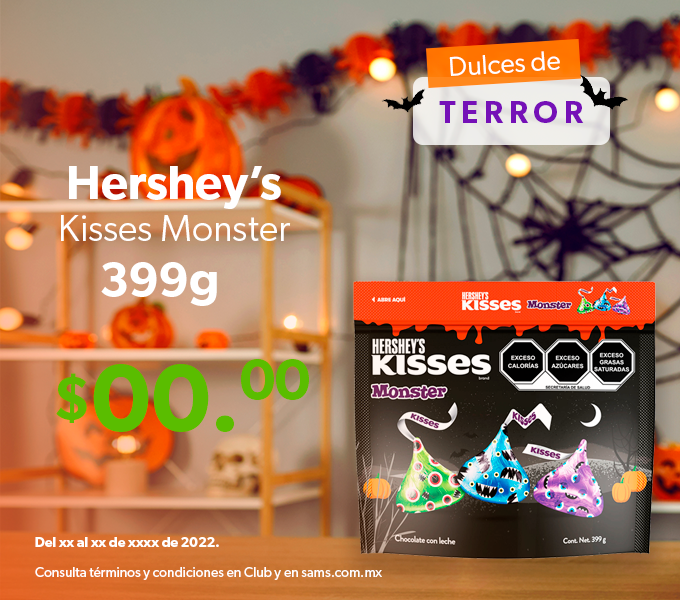 Dulces de
TERROR
Hershey's
Kisses Monster
399g
$00.00
ABRE AQUÍ
HERSHEY'S
KISSES
Monster
HERSHEY'S
KISSES
brand
Monster
EXCESO
CALORÍAS
EXCESO
AZÚCARES
EXCESO
GRASAS
SATURADAS
SECRETARÍA DE SALUD
KISSES
KISSES
KISSES
Chocolate con leche
Cont. Net. 399 g
Del xx al xx de xxxx de 2022.
Consulta términos y condiciones en Club y en sams.com.mx